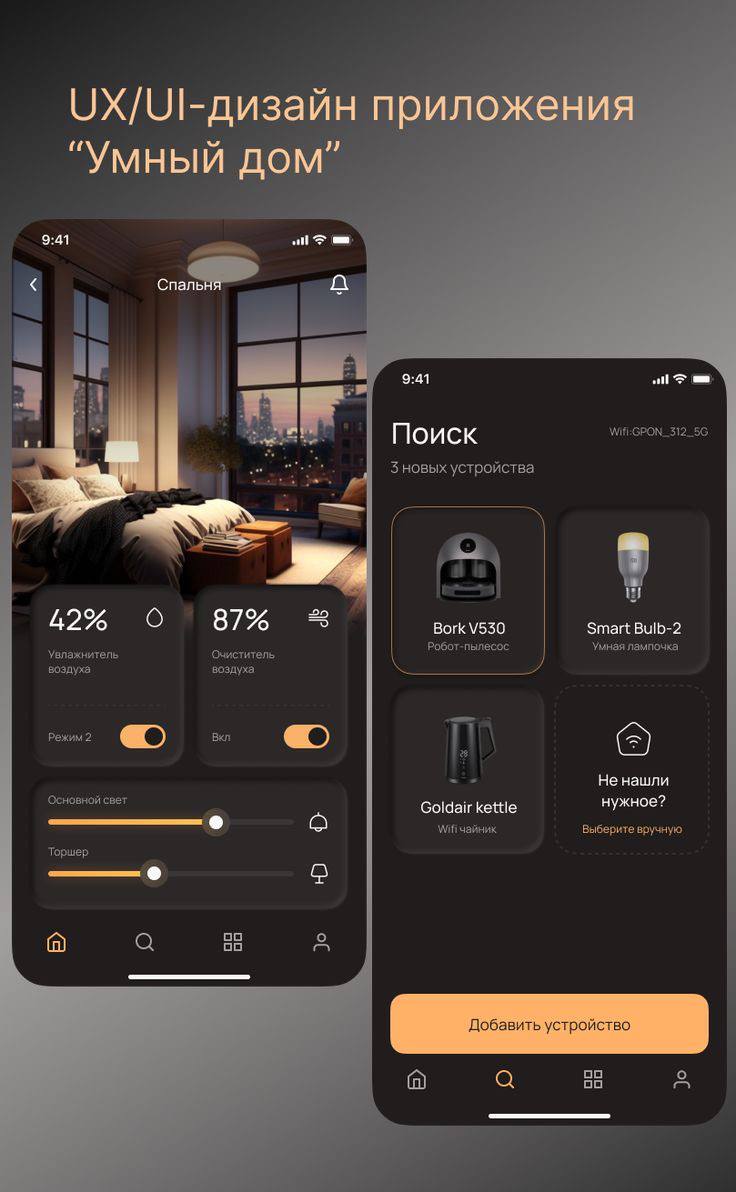 UX/UI-дизайн приложения
“Умный дом”
9:41
Спальня
42%
Увлажнитель
воздуха
Режим 2
87%
Очиститель
воздуха
Вкл
Основной свет
Торшер
9:41
Поиск
Wifi:GPON_312_5G
3 новых устройства
Bork V530
Робот-пылесос
Smart Bulb-2
Умная лампочка
Goldair kettle
Wifi чайник
Не нашли
нужное?
Выберите вручную
Добавить устройство